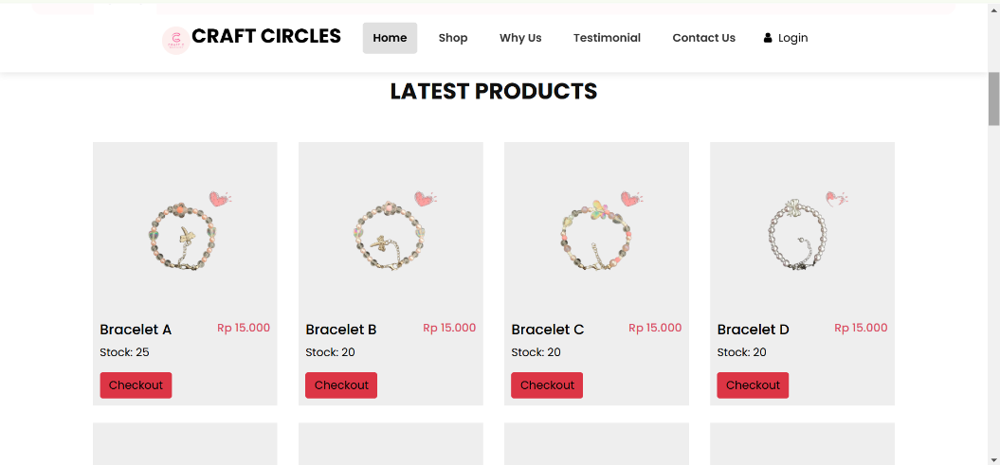 CRAFT CIRCLES
Home
Shop
Why Us
Testimonial
Contact Us
Login
LATEST PRODUCTS
Bracelet A
Rp 15.000
Stock: 25
Checkout
Bracelet B
Rp 15.000
Stock: 20
Checkout
Bracelet C
Rp 15.000
Stock: 20
Checkout
Bracelet D
Rp 15.000
Stock: 20
Checkout